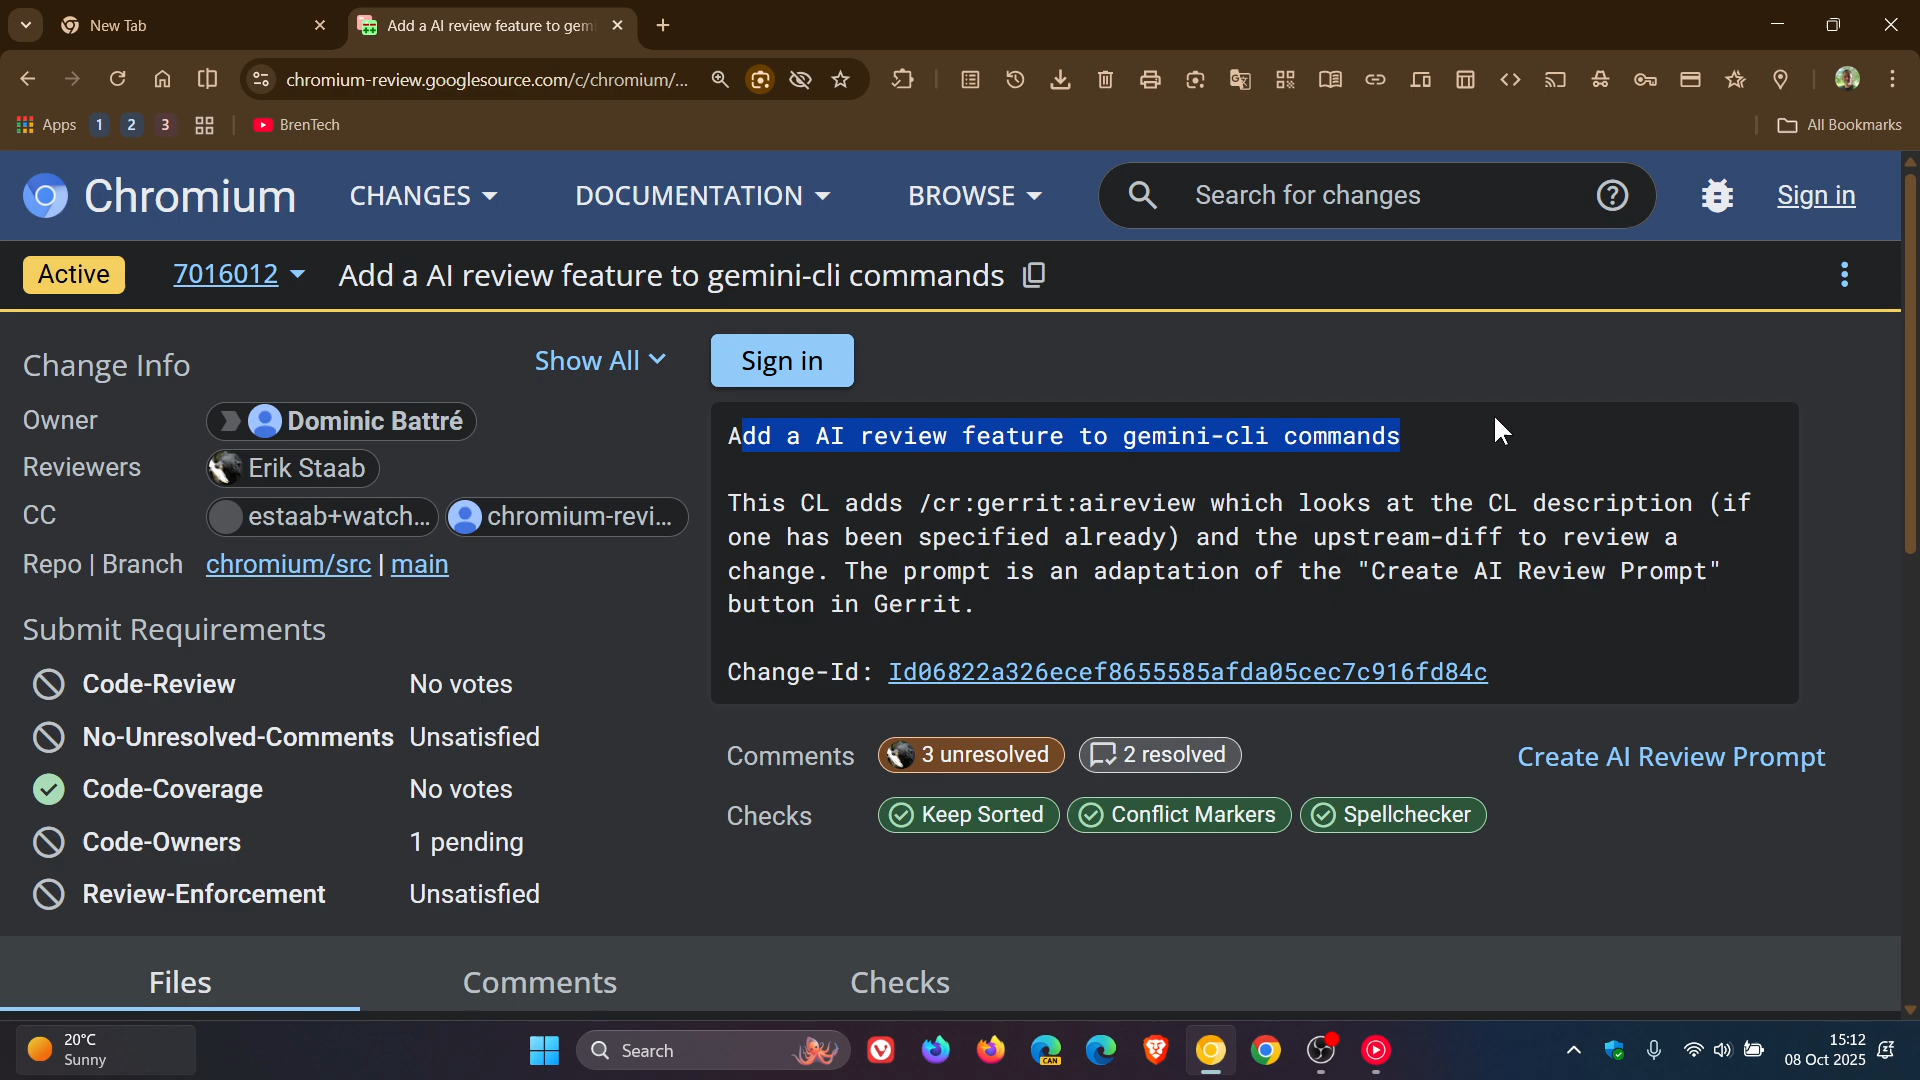 New Tab
Add a AI review feature to gem
chromium-review.googlesource.com/c/chromium/...
Apps
1
2
3
BrenTech
All Bookmarks
Chromium
CHANGES
DOCUMENTATION
BROWSE
Search for changes
Sign in
Active
7016012
Add a AI review feature to gemini-cli commands
Change Info
Show All
Sign in
Owner
Dominic Battré
Reviewers
Erik Staab
CC
estaab+watch...
chromium-revi...
Repo | Branch
chromium/src | main
Add a AI review feature to gemini-cli commands
This CL adds /cr:gerrit:aireview which looks at the CL description (if
one has been specified already) and the upstream-diff to review a
change. The prompt is an adaptation of the "Create AI Review Prompt"
button in Gerrit.
Change-Id: Id06822a326ecef8655585afda05cec7c916fd84c
Submit Requirements
Code-Review No votes
No-Unresolved-Comments Unsatisfied
Code-Coverage No votes
Code-Owners 1 pending
Review-Enforcement Unsatisfied
Comments 3 unresolved 2 resolved
Create AI Review Prompt
Checks Keep Sorted Conflict Markers Spellchecker
Files
Comments
Checks
20°C
Sunny
Search
CAN
15:12
08 Oct 2025